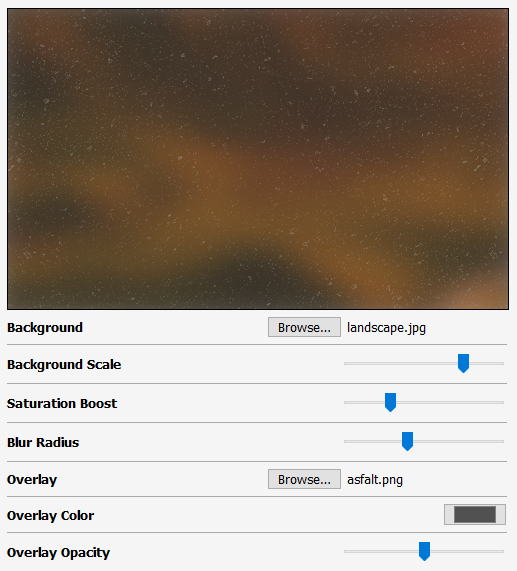 Background Browse... landscape.jpg
Background Scale
Saturation Boost
Blur Radius
Overlay Browse... asfalt.png
Overlay Color
Overlay Opacity